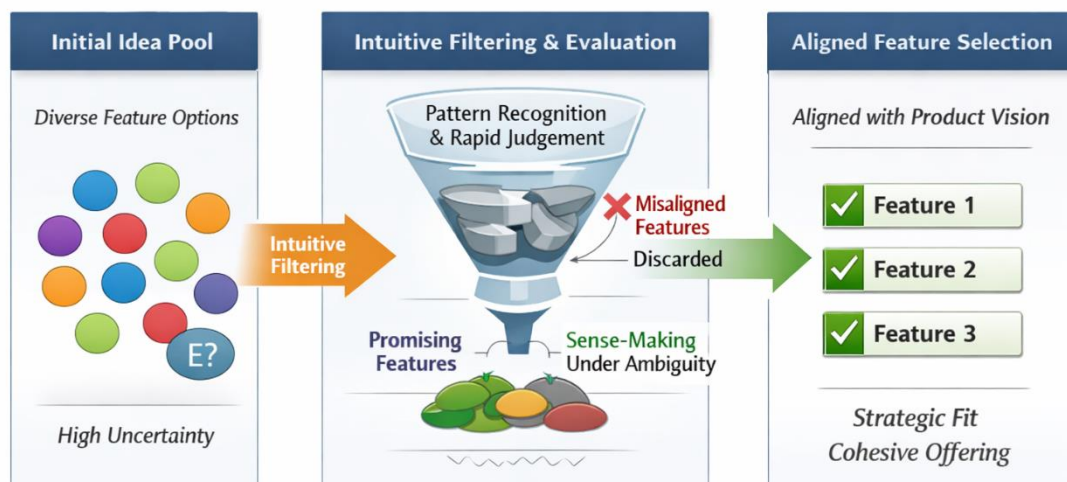 Initial Idea Pool
Diverse Feature Options
E?
High Uncertainty
Intuitive
Filtering
Intuitive Filtering & Evaluation
Pattern Recognition
& Rapid Judgement
Misaligned
Features
Discarded
Promising
Features
Sense-Making
Under Ambiguity
Aligned Feature Selection
Aligned with Product Vision
Feature 1
Feature 2
Feature 3
Strategic Fit
Cohesive Offering